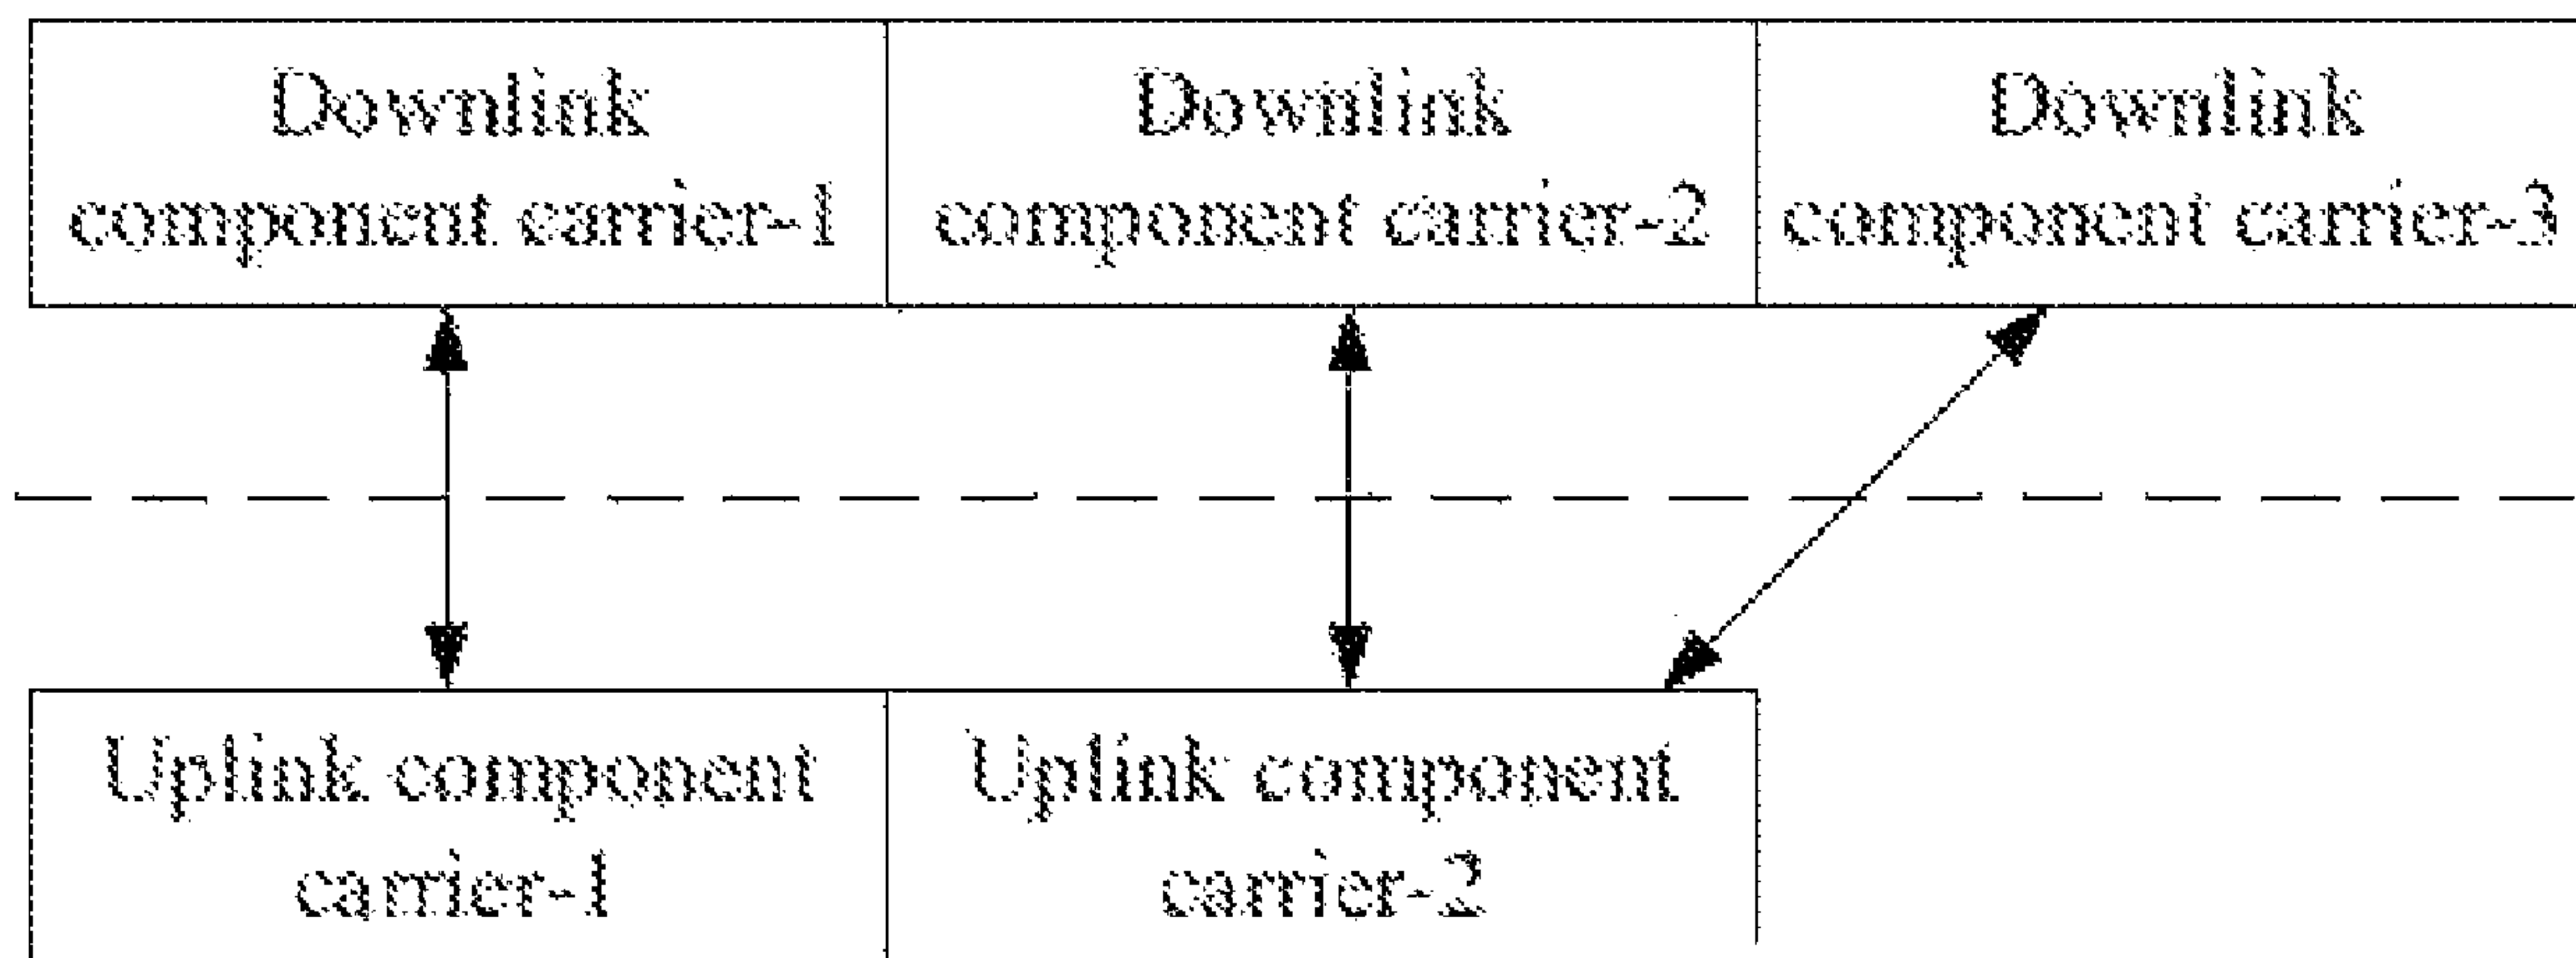 Downlink
component carrier-1
Downlink
component carrier-2
Downlink
component carrier-3
Uplink component
carrier-1
Uplink component
carrier-2